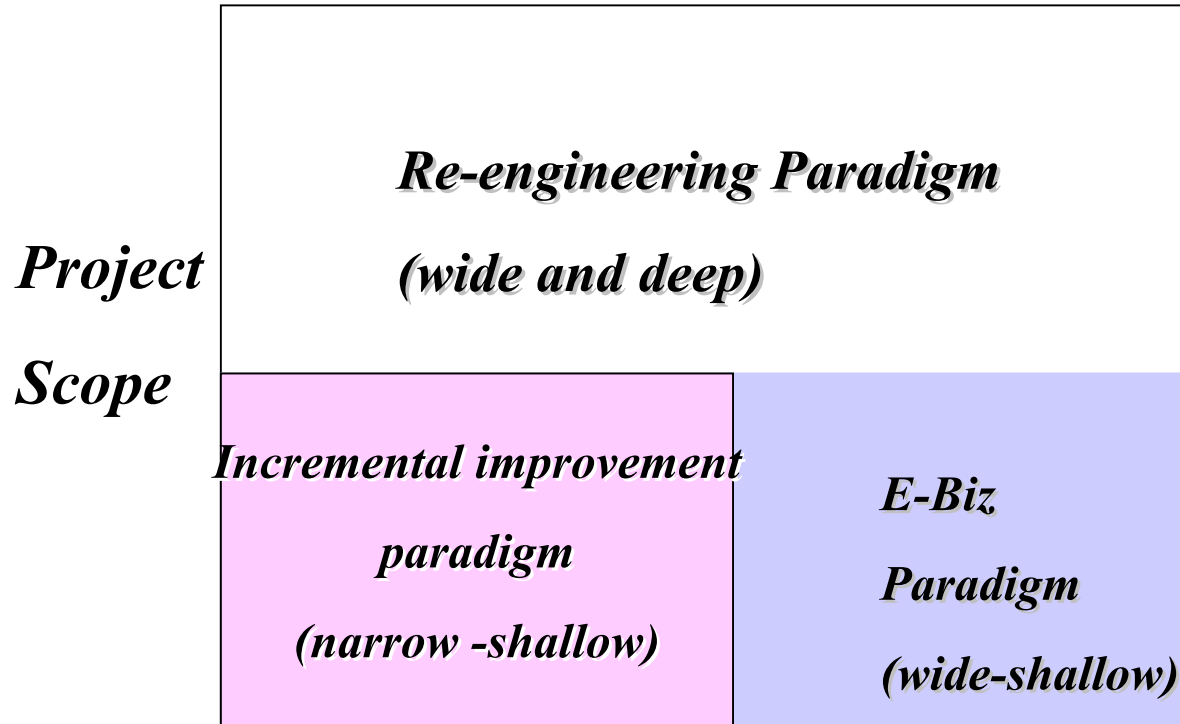 Re-engineering Paradigm
(wide and deep)
Project
Scope
Incremental improvement
paradigm
(narrow -shallow)
E-Biz
Paradigm
(wide-shallow)